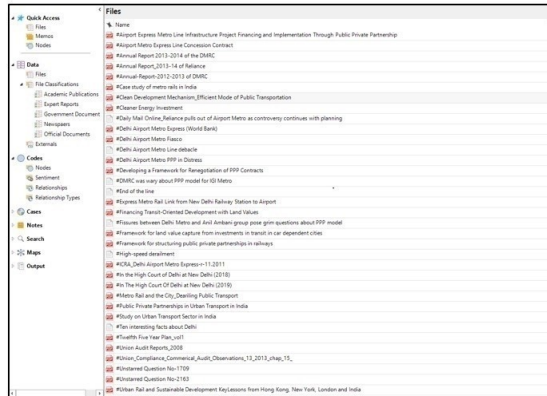 Quick Access
Files
Memos
Nodes
Data
Files
File Classifications
Academic Publications
Expert Reports
Government Document
Newspaers
Official Documents
Externals
Codes
Nodes
Sentiment
Relationships
Relationship Types
Cases
Notes
Search
Maps
Output
Files
Name
#Airport Express Metro Line Infrastructure Project Financing and Implementation Through Public Private Partnership
#Airport Metro Express Line Concession Contract
#Annual Report 2013-2014 of the DMRC
#Annual Report_2013-14 of Reliance
#Annual-Report-2012-2013 of DMRC
#Case study of metro rails in India
#Clean Development Mechanism_Efficient Mode of Public Transportation
#Cleaner Energy Investment
#Daily Mail Online_Reliance pulls out of Airport Metro as controversy continues with planning
#Delhi Airport Metro Express (World Bank)
#Delhi Airport Metro Fiasco
#Delhi Airport Metro Line debacle
#Delhi Airport Metro PPP in Distress
#Developing a Framework for Renegotiation of PPP Contracts
#DMRC was wary about PPP model for IGI Metro
#End of the line
#Express Metro Rail Link from New Delhi Railway Station to Airport
#Financing Transit-Oriented Development with Land Values
#Fissures between Delhi Metro and Anil Ambani group pose grim questions about PPP model
#Framework for land value capture from investments in transit in car dependent cities
#Framework for structuring public private partnerships in railways
#High-speed derailment
#ICRA_Delhi Airport Metro Express-r-11:2011
#In the High Court of Delhi at New Delhi (2018)
#In The High Court Of Delhi at New Delhi (2019)
#Metro Rail and the City_Deariling Public Transport
#Public Private Partnerships in Urban Transport in India
#Study on Urban Transport Sector in India
#Ten interesting facts about Delhi
#Twelfth Five Year Plan_vol1
#Union Audit Reports_2008
#Union_Compliance_Commerical_Audit_Observations_13_2013_chap_15_
#Unstarred Question No-1709
#Unstarred Question No-2163
#Urban Rail and Sustainable Development KeyLessons from Hong Kong, New York, London and India